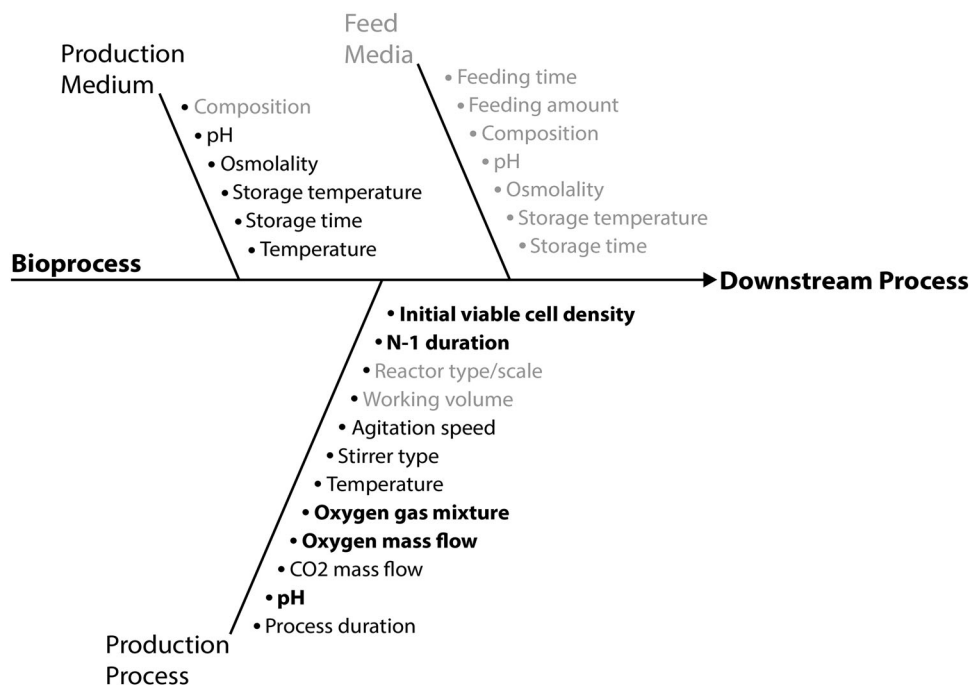 Production
Medium
• Composition
• pH
• Osmolality
• Storage temperature
• Storage time
• Temperature
Feed
Media
• Feeding time
• Feeding amount
• Composition
• pH
• Osmolality
• Storage temperature
• Storage time
Bioprocess
Downstream Process
• Initial viable cell density
• N-1 duration
• Reactor type/scale
• Working volume
• Agitation speed
• Stirrer type
• Temperature
• Oxygen gas mixture
• Oxygen mass flow
• CO2 mass flow
• pH
• Process duration
Production
Process